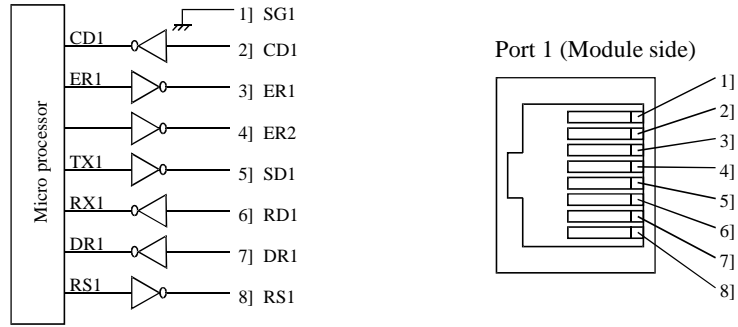 1] SG1
CD1 2] CD1
ER1 3] ER1
4] ER2
TX1 5] SD1
RX1 6] RD1
DR1 7] DR1
RS1 8] RS1
Micro processor
Port 1 (Module side)
1]
2]
3]
4]
5]
6]
7]
8]